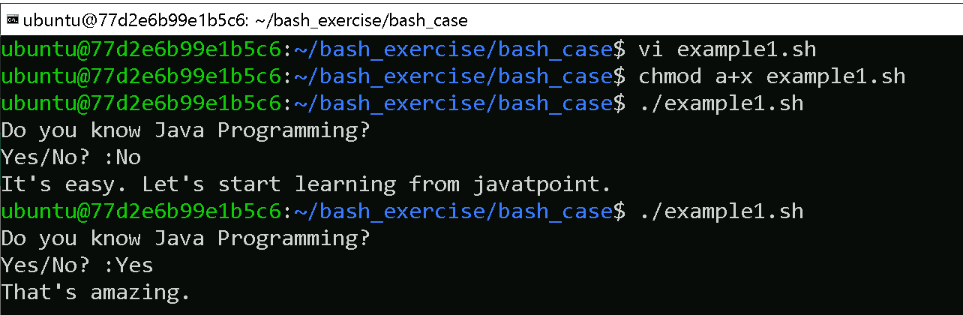 ubuntu@77d2e6b99e1b5c6: ~/bash_exercise/bash_case
ubuntu@77d2e6b99e1b5c6:~/bash_exercise/bash_case$ vi example1.sh
ubuntu@77d2e6b99e1b5c6:~/bash_exercise/bash_case$ chmod a+x example1.sh
ubuntu@77d2e6b99e1b5c6:~/bash_exercise/bash_case$ ./example1.sh
Do you know Java Programming?
Yes/No? :No
It's easy. Let's start learning from javatpoint.
ubuntu@77d2e6b99e1b5c6:~/bash_exercise/bash_case$ ./example1.sh
Do you know Java Programming?
Yes/No? :Yes
That's amazing.